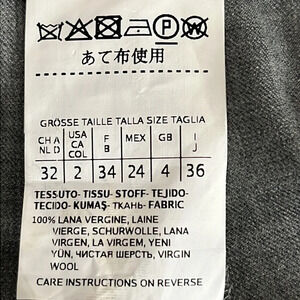 P W
あて布使用
GRÖSSE TAILLE TALLA SIZE TAGLIA
CH A NL D USA CA COL F B MEX GB I J
32 2 34 24 4 36
TESSUTO- TISSU- STOFF- TEJIDO-
TECIDO- KUMAŞ- ТКАНЬ- FABRIC
100% LANA VERGINE, LAINE
VIERGE, SCHURWOLLE, LANA
VIRGEN, LA VIRGEM, YENI
YÜN, ЧИСТАЯ ШЕРСТЬ, VIRGIN
WOOL
CARE INSTRUCTIONS ON REVERSE